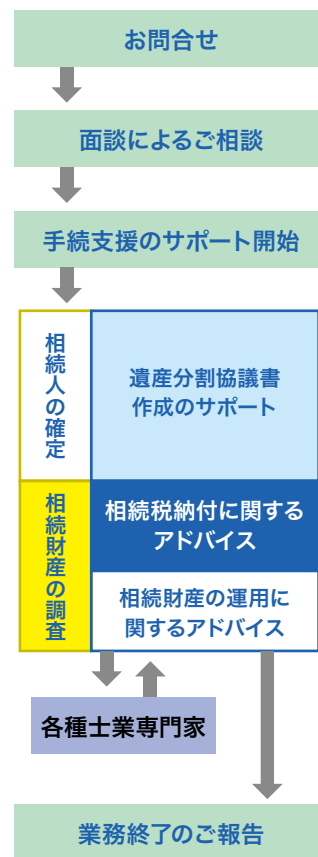 お問合せ
面談によるご相談
手続支援のサポート開始
相続人の確定
遺産分割協議書
作成のサポート
相続財産の調査
相続税納付に関する
アドバイス
相続財産の運用に
関するアドバイス
各種士業専門家
業務終了のご報告